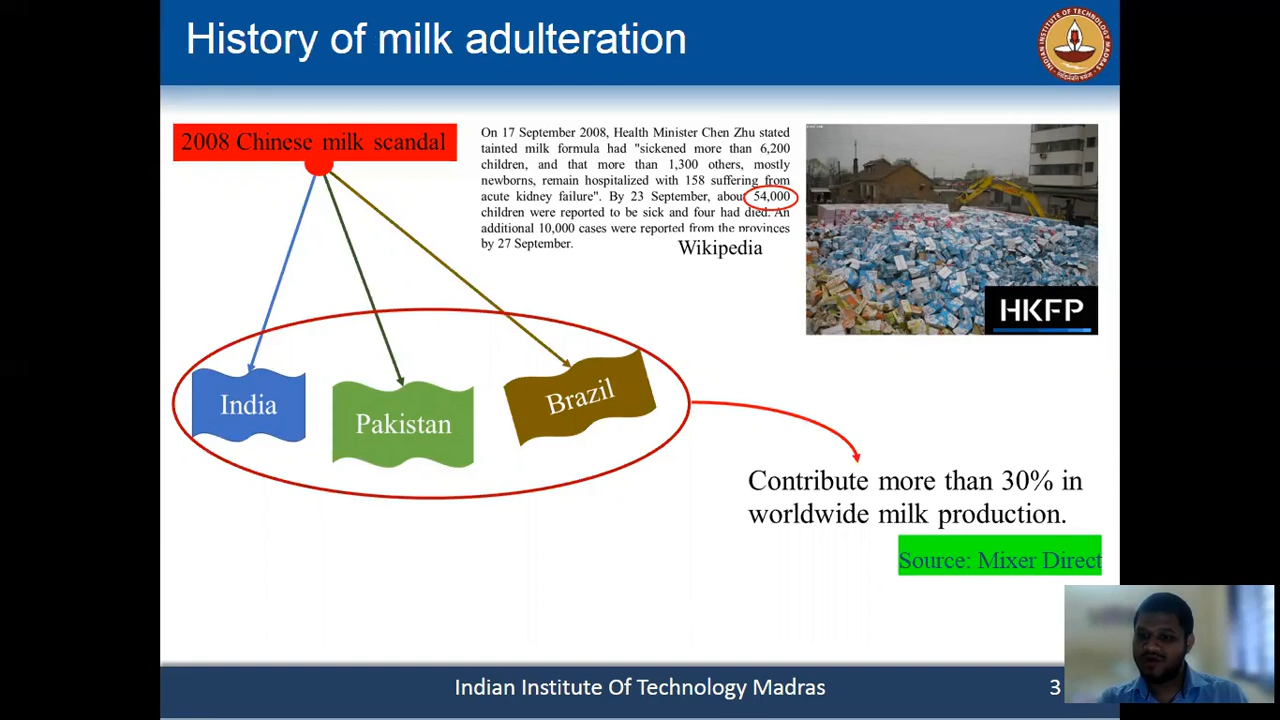 History of milk adulteration
INDIAN INSTITUTE OF TECHNOLOGY MADRAS
2008 Chinese milk scandal
On 17 September 2008, Health Minister Chen Zhu stated
tainted milk formula had "sickened more than 6,200
children, and that more than 1,300 others, mostly
newborns, remain hospitalized with 158 suffering from
acute kidney failure". By 23 September, about 54,000
children were reported to be sick and four had died. An
additional 10,000 cases were reported from the provinces
by 27 September.
Wikipedia
HKFP
India
Pakistan
Brazil
Contribute more than 30% in
worldwide milk production.
Source: Mixer Direct
Indian Institute Of Technology Madras
3